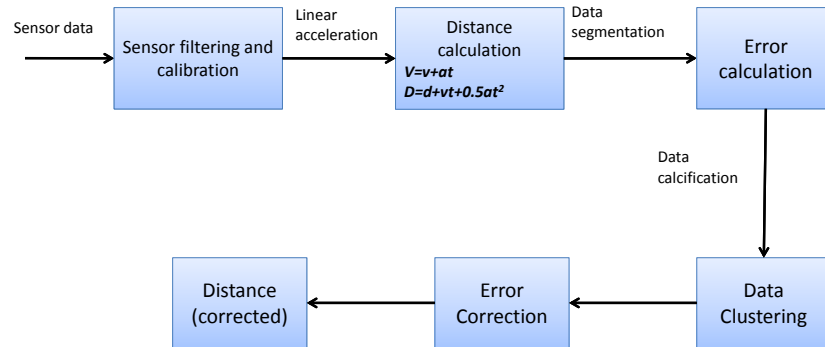 Sensor data
Sensor filtering and
calibration
Linear
acceleration
Distance
calculation
V=v+at
D=d+vt+0.5at²
Data
segmentation
Error
calculation
Data
calcification
Data
Clustering
Error
Correction
Distance
(corrected)